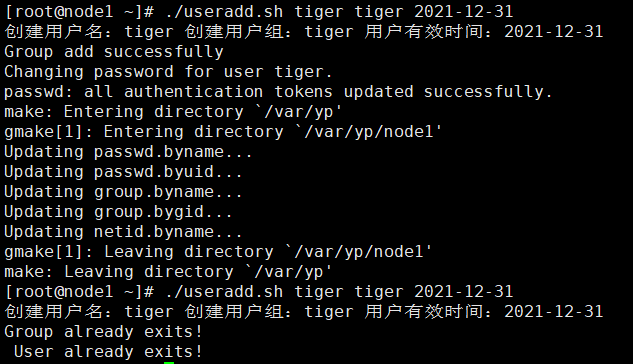 [root@node1 ~]# ./useradd.sh tiger tiger 2021-12-31
创建用户名：tiger 创建用户组：tiger 用户有效时间：2021-12-31
Group add successfully
Changing password for user tiger.
passwd: all authentication tokens updated successfully.
make: Entering directory `/var/yp'
gmake[1]: Entering directory `/var/yp/node1'
Updating passwd.byname...
Updating passwd.byuid...
Updating group.byname...
Updating group.bygid...
Updating netid.byname...
gmake[1]: Leaving directory `/var/yp/node1'
make: Leaving directory `/var/yp'
[root@node1 ~]# ./useradd.sh tiger tiger 2021-12-31
创建用户名：tiger 创建用户组：tiger 用户有效时间：2021-12-31
Group already exits!
 User already exits!